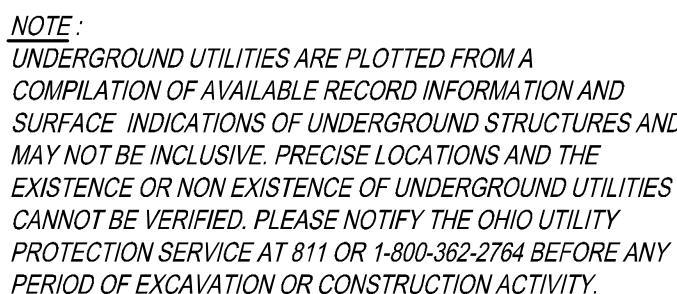 NOTE :
UNDERGROUND UTILITIES ARE PLOTTED FROM A
COMPILATION OF AVAILABLE RECORD INFORMATION AND
SURFACE INDICATIONS OF UNDERGROUND STRUCTURES AND
MAY NOT BE INCLUSIVE. PRECISE LOCATIONS AND THE
EXISTENCE OR NON EXISTENCE OF UNDERGROUND UTILITIES
CANNOT BE VERIFIED. PLEASE NOTIFY THE OHIO UTILITY
PROTECTION SERVICE AT 811 OR 1-800-362-2764 BEFORE ANY
PERIOD OF EXCAVATION OR CONSTRUCTION ACTIVITY.